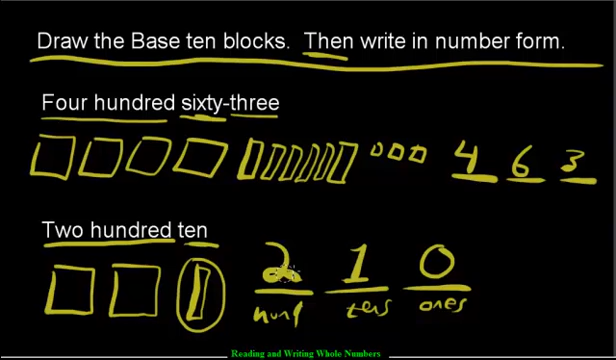 Draw the Base ten blocks. Then write in number form.
Four hundred sixty-three
4 6 3
Two hundred ten
2 1 0
hund tens ones
Reading and Writing Whole Numbers